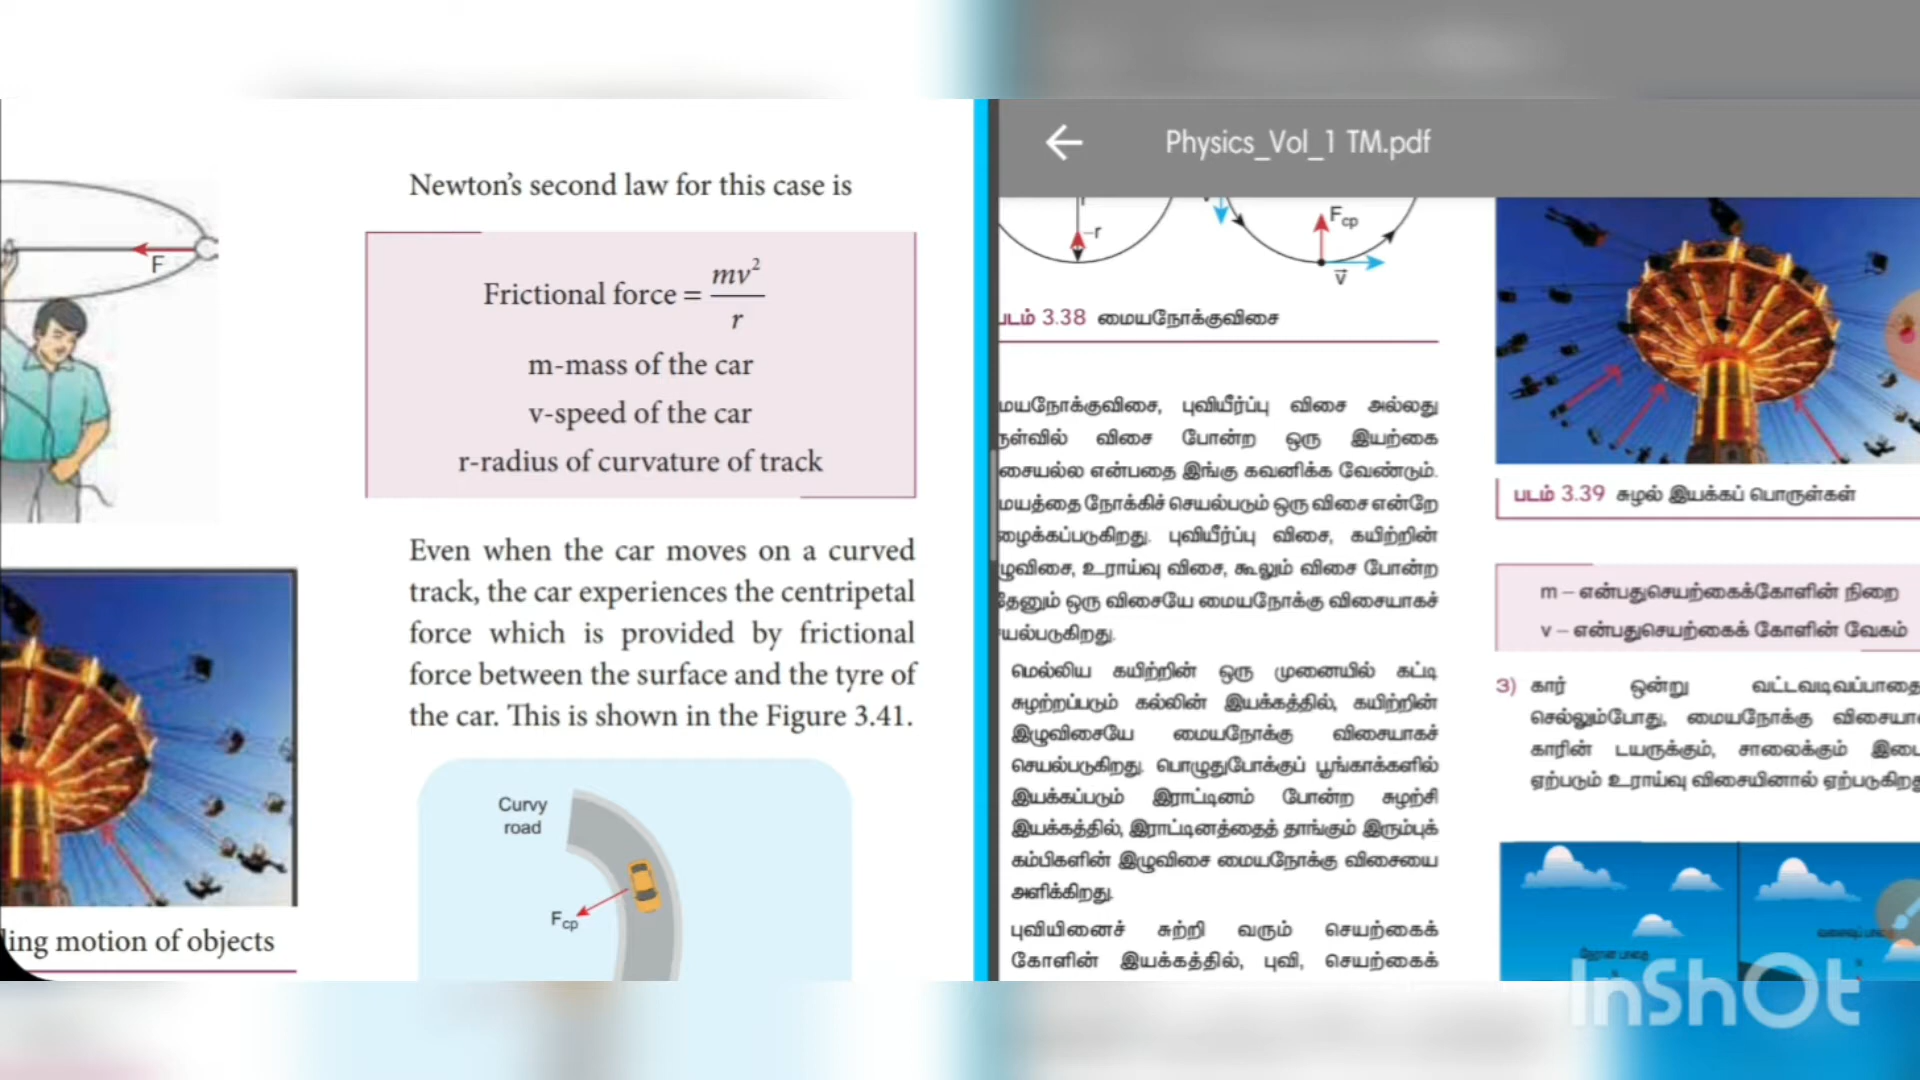 Newton's second law for this case is
Frictional force = mv²/r
m-mass of the car
v-speed of the car
r-radius of curvature of track
F
Even when the car moves on a curved
track, the car experiences the centripetal
force which is provided by frictional
force between the surface and the tyre of
the car. This is shown in the Figure 3.41.
Curvy
road
Fcp
ling motion of objects
Physics_Vol_1 TM.pdf
-r
Fcp
v
படம் 3.38 மையநோக்குவிசை
மயநோக்குவிசை, புவியீர்ப்பு விசை அல்லது
விசை போன்ற ஒரு இயற்கை
சையல்ல என்பதை இங்கு கவனிக்க வேண்டும்.
மயத்தை நோக்கிச் செயல்படும் ஒரு விசை என்றே
ழைக்கப்படுகிறது. புவியீர்ப்பு விசை, கயிற்றின்
ழுவிசை, உராய்வு விசை, கூலும் விசை போன்ற
தேனும் ஒரு விசையே மையநோக்கு விசையாகச்
யல்படுகிறது.
மெல்லிய கயிற்றின் ஒரு முனையில் கட்டி
சுழற்றப்படும் கல்லின் இயக்கத்தில், கயிற்றின்
இழுவிசையே மையநோக்கு விசையாகச்
செயல்படுகிறது. பொழுதுபோக்குப் பூங்காக்களில்
இயக்கப்படும் இராட்டினம் போன்ற சுழற்சி
இயக்கத்தில், இராட்டினத்தைத் தாங்கும் இரும்புக்
கம்பிகளின் இழுவிசை மையநோக்கு விசையை
அளிக்கிறது.
புவியினைச் சுற்றி வரும் செயற்கைக்
கோளின் இயக்கத்தில், புவி, செயற்கைக்
படம் 3.39 சுழல் இயக்கப் பொருள்கள்
m – என்பதுசெயற்கைக்கோளின் நிறை
v – என்பதுசெயற்கைக் கோளின் வேகம்
3) கார் ஒன்று வட்டவடிவப்பாதை
செல்லும்போது, மையநோக்கு விசையா
காரின் டயருக்கும், சாலைக்கும் இடை
ஏற்படும் உராய்வு விசையினால் ஏற்படுகிற
நேரான பாதை
InShOt